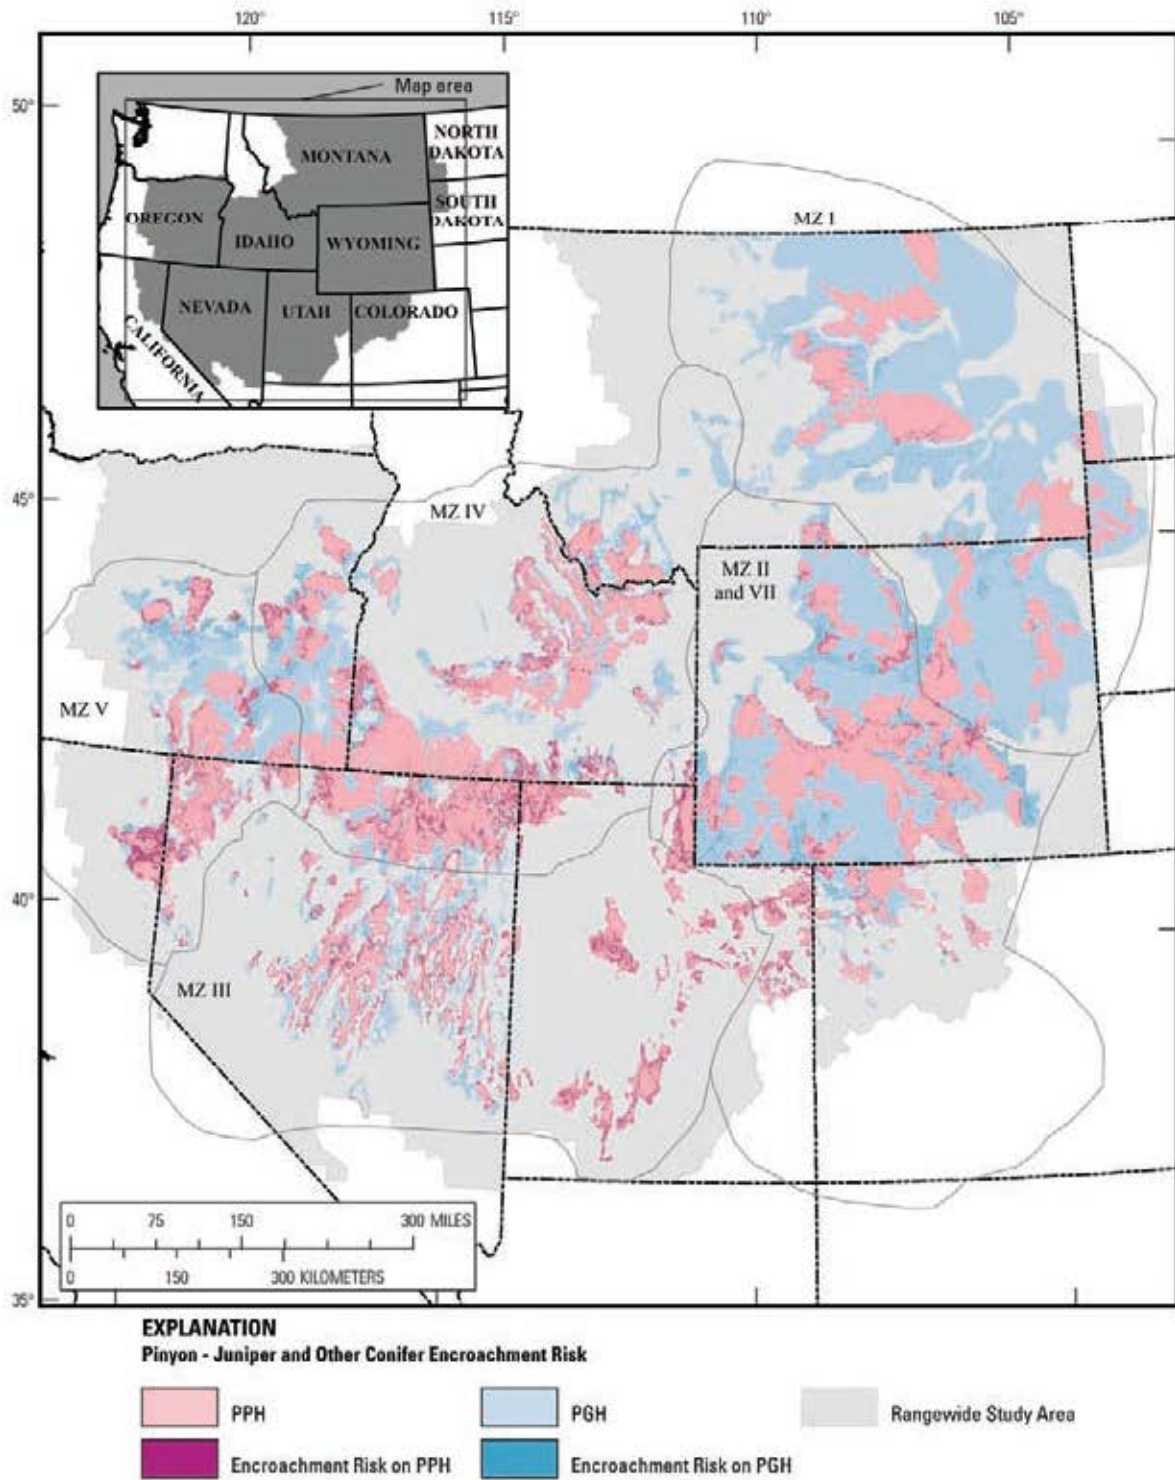 120°
115°
110°
105°
50°
45°
40°
35°
Map area
NORTH
DAKOTA
MONTANA
SOUTH
DAKOTA
OREGON
IDAHO
WYOMING
NEVADA
UTAH
COLORADO
CALIFORNIA
MZ I
MZ IV
MZ II
and VII
MZ V
MZ III
0 75 150 300 MILES
0 150 300 KILOMETERS
EXPLANATION
Pinyon - Juniper and Other Conifer Encroachment Risk
PPH PGH Rangewide Study Area
Encroachment Risk on PPH Encroachment Risk on PGH